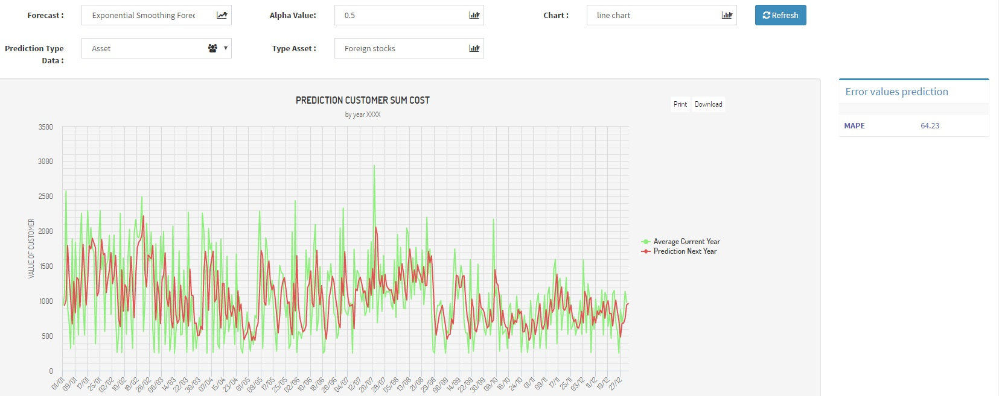 Forecast : Exponential Smoothing Forec Alpha Value: 0.5 Chart : line chart Refresh
Prediction Type Data : Asset Type Asset : Foreign stocks
PREDICTION CUSTOMER SUM COST
by year XXXX
Print Download
Error values prediction
MAPE 64.23
VALUE OF CUSTOMER
3500
3000
2500
2000
1500
1000
500
0
Average Current Year
Prediction Next Year
01/01 09/01 17/01 25/01 02/02 10/02 18/02 26/02 06/03 14/03 22/03 30/03 07/04 15/04 23/04 01/05 09/05 17/05 25/05 02/06 10/06 18/06 26/06 04/07 12/07 20/07 28/07 05/08 13/08 21/08 29/08 06/09 14/09 22/09 30/09 08/10 16/10 24/10 01/11 09/11 17/11 25/11 03/12 11/12 19/12 27/12